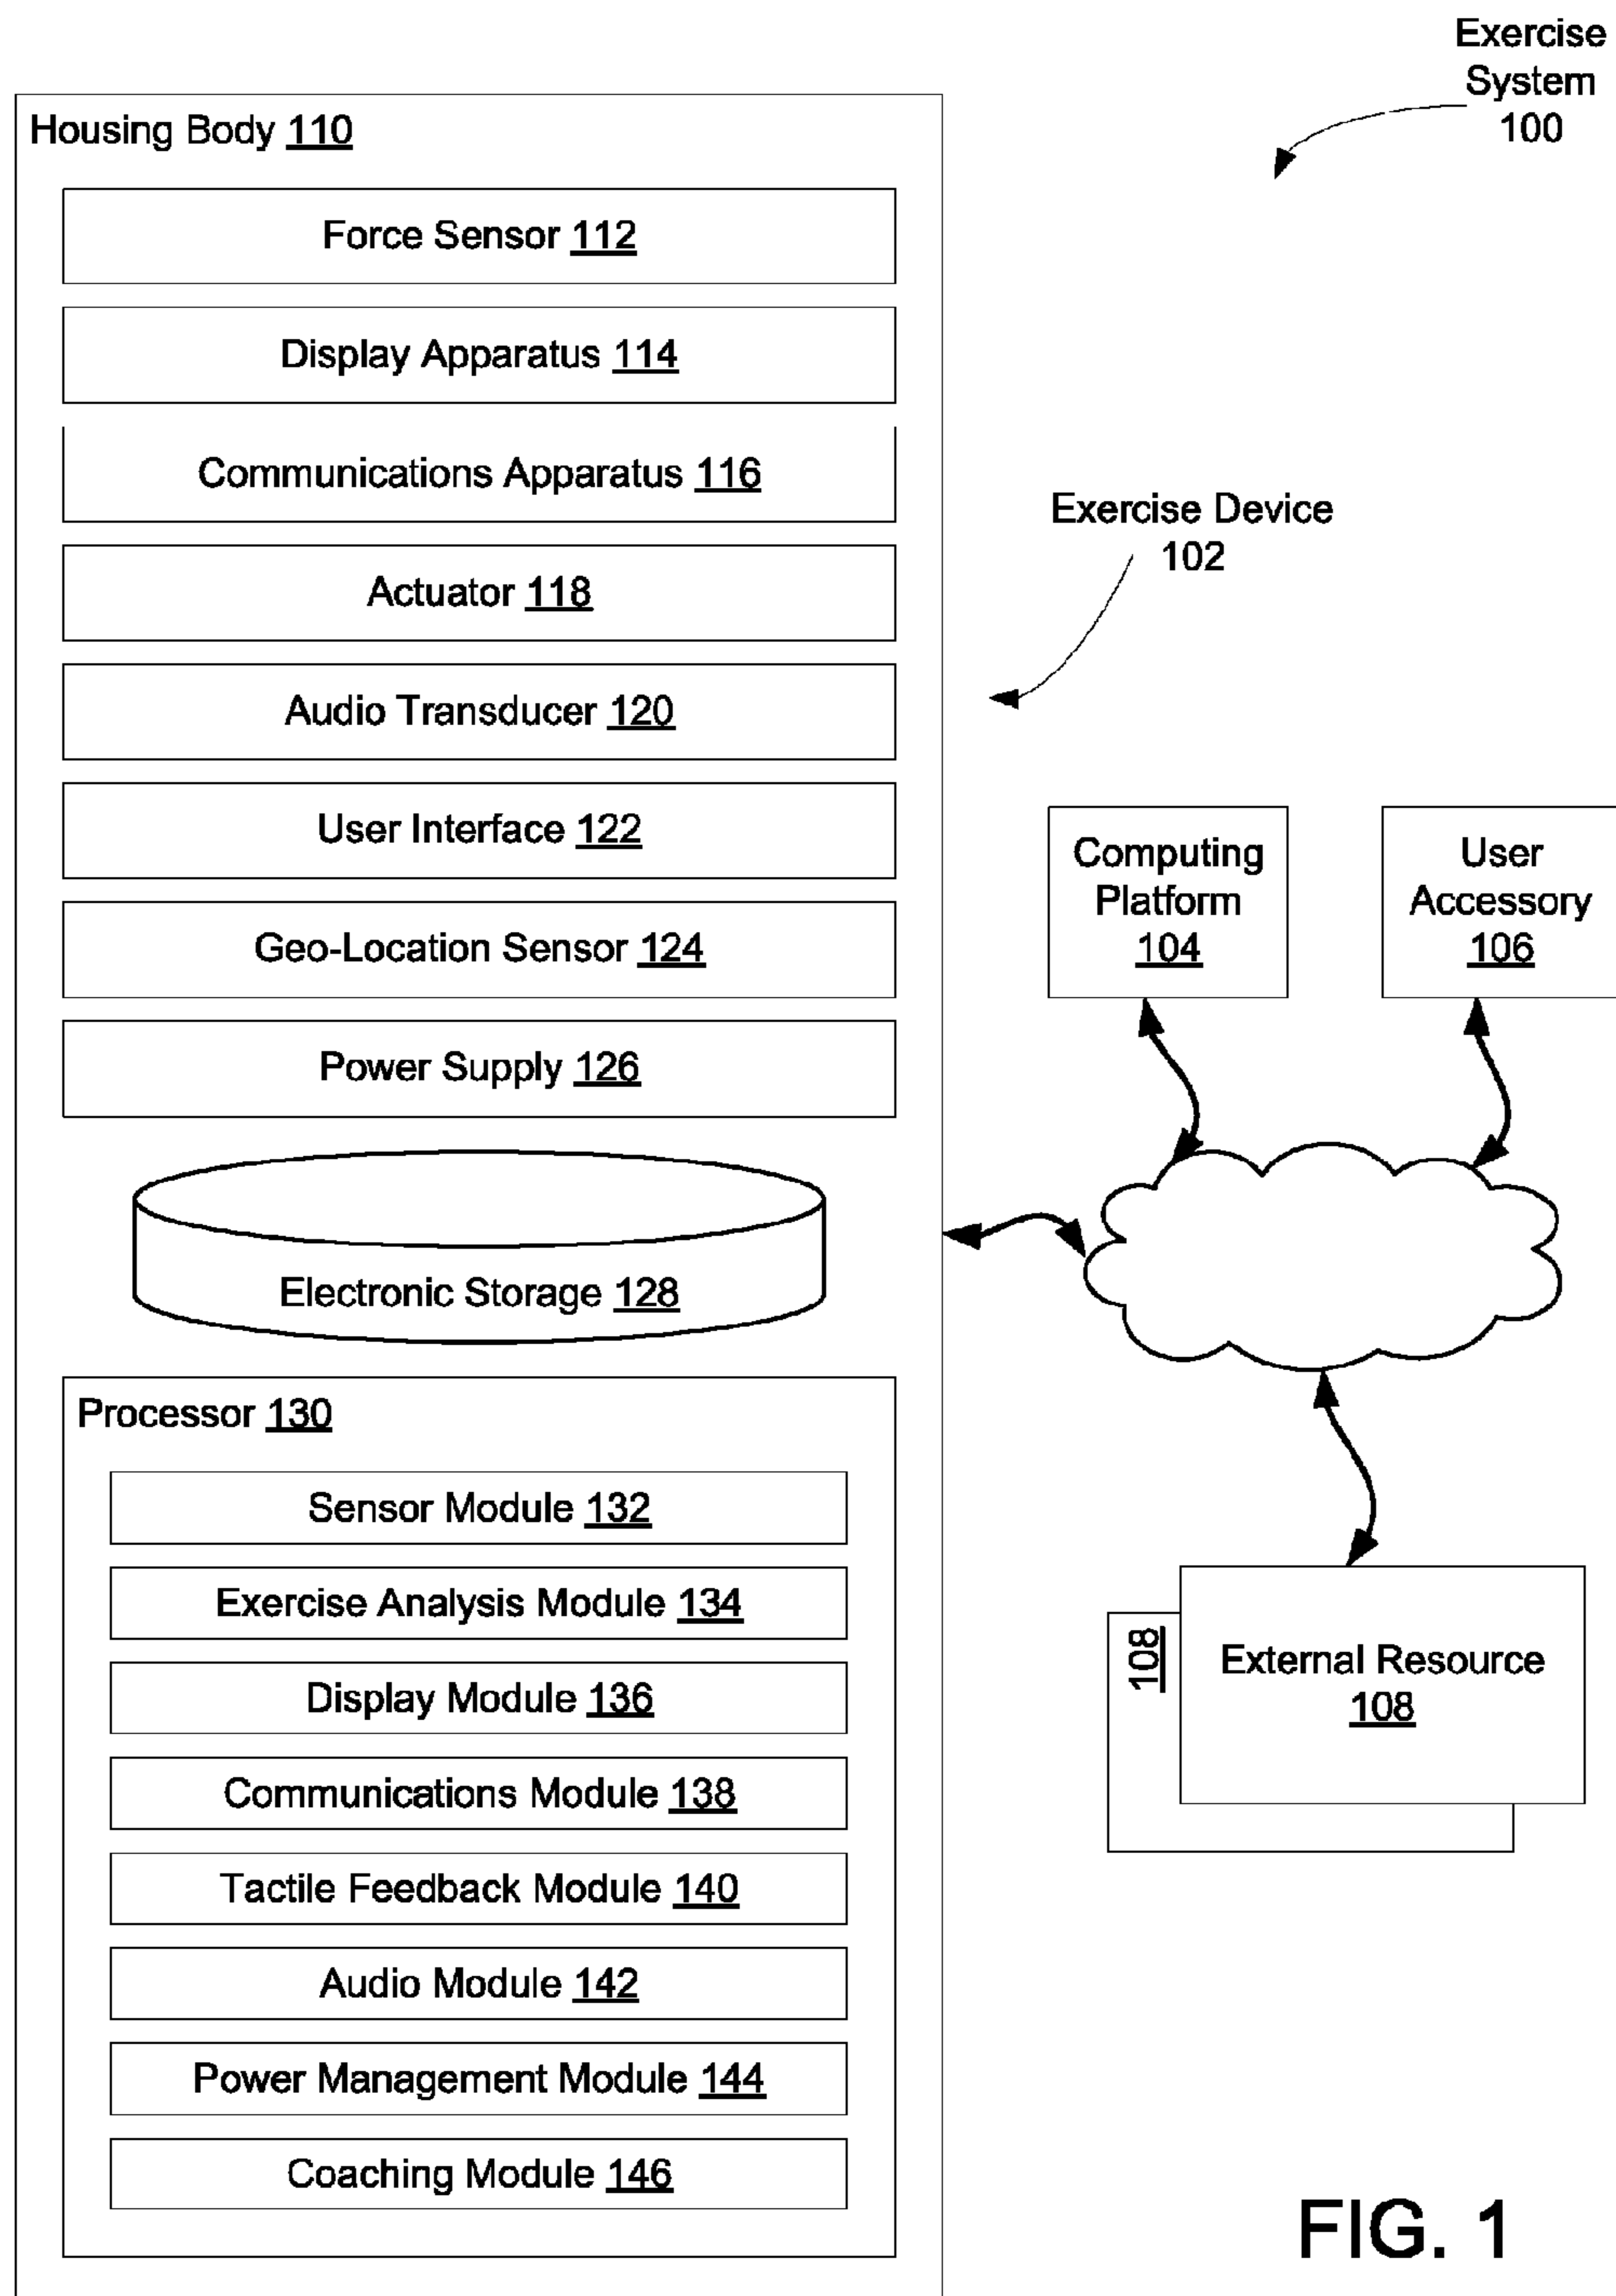 Exercise
System
100
Housing Body 110
Force Sensor 112
Display Apparatus 114
Communications Apparatus 116
Actuator 118
Audio Transducer 120
User Interface 122
Geo-Location Sensor 124
Power Supply 126
Electronic Storage 128
Processor 130
Sensor Module 132
Exercise Analysis Module 134
Display Module 136
Communications Module 138
Tactile Feedback Module 140
Audio Module 142
Power Management Module 144
Coaching Module 146
Exercise Device
102
Computing
Platform
104
User
Accessory
106
108
External Resource
108
FIG. 1